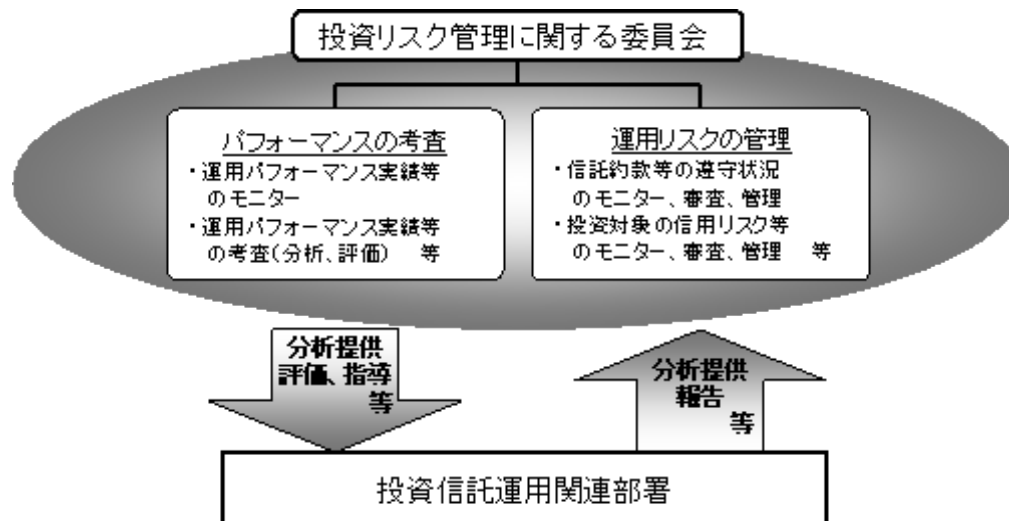 投資リスク管理に関する委員会
パフォーマンスの考査
・運用パフォーマンス実績等
のモニター
・運用パフォーマンス実績等
の考査(分析、評価) 等
運用リスクの管理
・信託約款等の遵守状況
のモニター、審査、管理
・投資対象の信用リスク等
のモニター、審査、管理 等
分析提供
評価、指導
等
分析提供
報告
等
投資信託運用関連部署